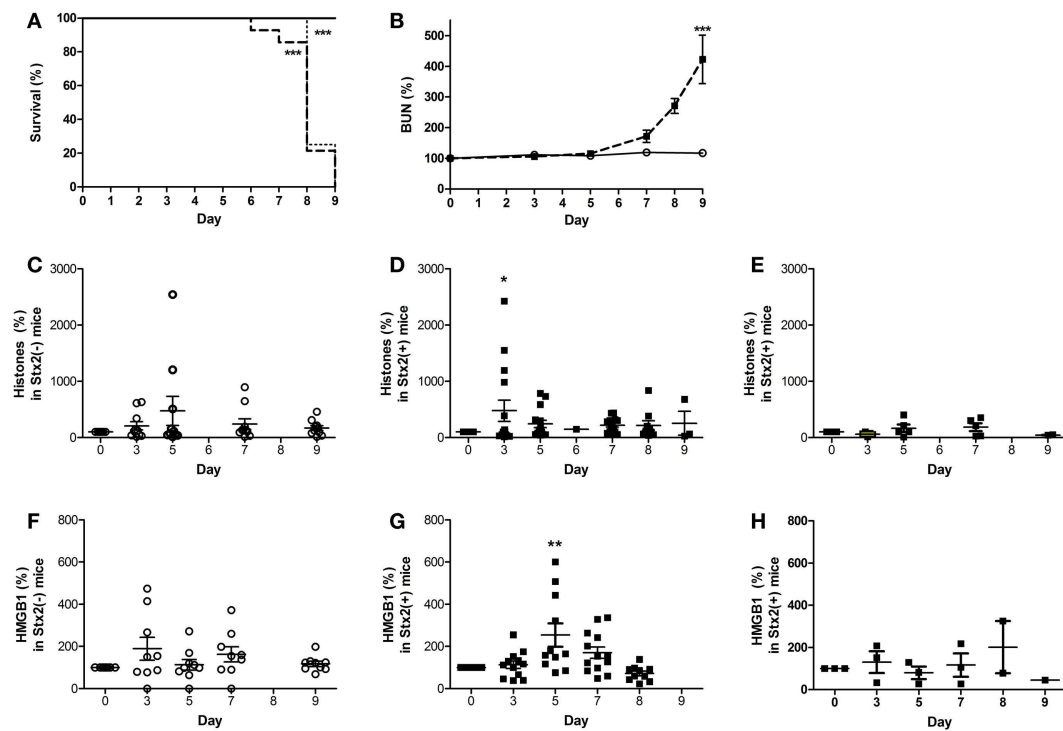 A
Survival (%)
100
80
60
40
20
0
***
***
0 1 2 3 4 5 6 7 8 9
Day
B
BUN (%)
500
400
300
200
100
0
***
0 3 5 7 8 9
Day
C
Histones (%)
in Stx2(-) mice
3000
2000
1000
0
0 3 5 7 8 9
Day
D
Histones (%)
in Stx2(+) mice
3000
2000
1000
0
*
0 3 5 6 7 8 9
Day
E
Histones (%)
in Stx2(+) mice
3000
2000
1000
0
0 3 5 7 8 9
Day
F
HMGB1 (%)
in Stx2(-) mice
800
600
400
200
0
0 3 5 7 8 9
Day
G
HMGB1 (%)
in Stx2(+) mice
800
600
400
200
0
**
0 3 5 7 8 9
Day
H
HMGB1 (%)
in Stx2(+) mice
800
600
400
200
0
0 3 5 7 8 9
Day